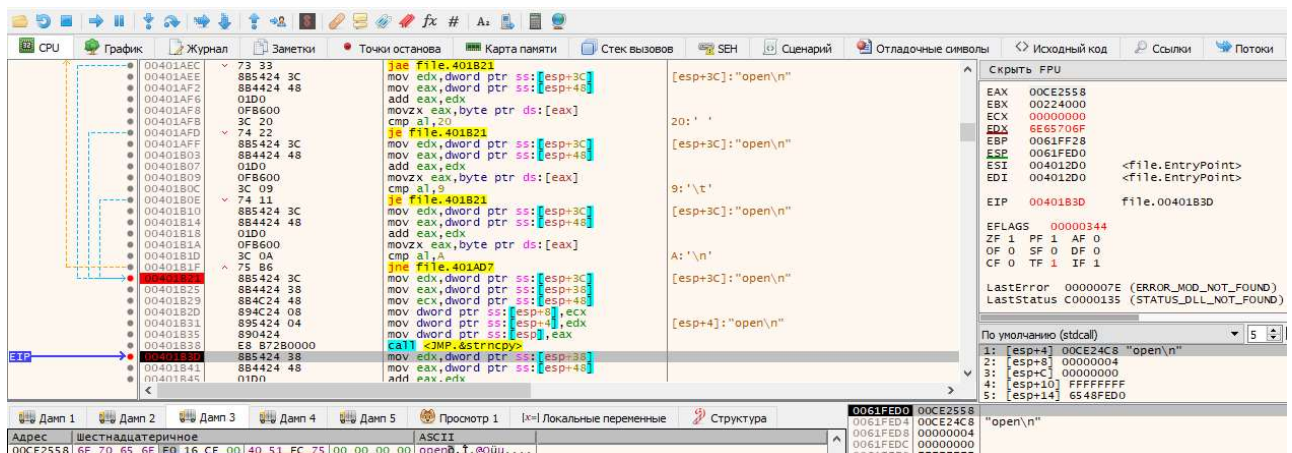 fx # A₂
CPU График Журнал Заметки Точки останова Карта памяти Стек вызовов SEH Сценарий Отладочные символы Исходный код Ссылки Потоки
00401AEC 73 33 jae file.401B21
00401AEE 8B5424 3C mov edx,dword ptr ss:[esp+3C] [esp+3C]:"open\n"
00401AF2 8B4424 48 mov eax,dword ptr ss:[esp+48]
00401AF6 01D0 add eax,edx
00401AF8 0FB600 movzx eax,byte ptr ds:[eax]
00401AFB 3C 20 cmp al,20 20:' '
00401AFD 74 22 je file.401B21
00401AFF 8B5424 3C mov edx,dword ptr ss:[esp+3C] [esp+3C]:"open\n"
00401B03 8B4424 48 mov eax,dword ptr ss:[esp+48]
00401B07 01D0 add eax,edx
00401B09 0FB600 movzx eax,byte ptr ds:[eax]
00401B0C 3C 09 cmp al,9 9:'\t'
00401B0E 74 11 je file.401B21
00401B10 8B5424 3C mov edx,dword ptr ss:[esp+3C] [esp+3C]:"open\n"
00401B14 8B4424 48 mov eax,dword ptr ss:[esp+48]
00401B18 01D0 add eax,edx
00401B1A 0FB600 movzx eax,byte ptr ds:[eax]
00401B1D 3C 0A cmp al,A A:'\n'
00401B1F 75 B6 jne file.401AD7
00401B21 8B5424 3C mov edx,dword ptr ss:[esp+3C] [esp+3C]:"open\n"
00401B25 8B4424 38 mov eax,dword ptr ss:[esp+38]
00401B29 8B4C24 48 mov ecx,dword ptr ss:[esp+48]
00401B2D 894C24 08 mov dword ptr ss:[esp+8],ecx
00401B31 895424 04 mov dword ptr ss:[esp+4],edx [esp+4]:"open\n"
00401B35 890424 mov dword ptr ss:[esp],eax
00401B38 E8 B72B0000 call <JMP.&strncpy>
EIP 00401B3D 8B5424 38 mov edx,dword ptr ss:[esp+38]
00401B41 8B4424 48 mov eax,dword ptr ss:[esp+48]
00401B45 01D0 add eax,edx
Скрыть FPU
EAX 00CE2558
EBX 00224000
ECX 00000000
EDX 6E65706F
EBP 0061FF28
ESP 0061FED0
ESI 004012D0 <file.EntryPoint>
EDI 004012D0 <file.EntryPoint>
EIP 00401B3D file.00401B3D
EFLAGS 00000344
ZF 1 PF 1 AF 0
OF 0 SF 0 DF 0
CF 0 TF 1 IF 1
LastError 0000007E (ERROR_MOD_NOT_FOUND)
LastStatus C0000135 (STATUS_DLL_NOT_FOUND)
По умолчанию (stdcall) 5
1: [esp+4] 00CE24C8 "open\n"
2: [esp+8] 00000004
3: [esp+C] 00000000
4: [esp+10] FFFFFFFF
5: [esp+14] 6548FED0
Дамп 1 Дамп 2 Дамп 3 Дамп 4 Дамп 5 Просмотр 1 [x=] Локальные переменные Структура
Адрес Шестнадцатеричное ASCII
00CE2558 6F 70 65 6E F0 16 CE 00 40 51 FC 75 00 00 00 00 openð.Î.@Qüu....
0061FED0 00CE2558
0061FED4 00CE24C8 "open\n"
0061FED8 00000004
0061FEDC 00000000